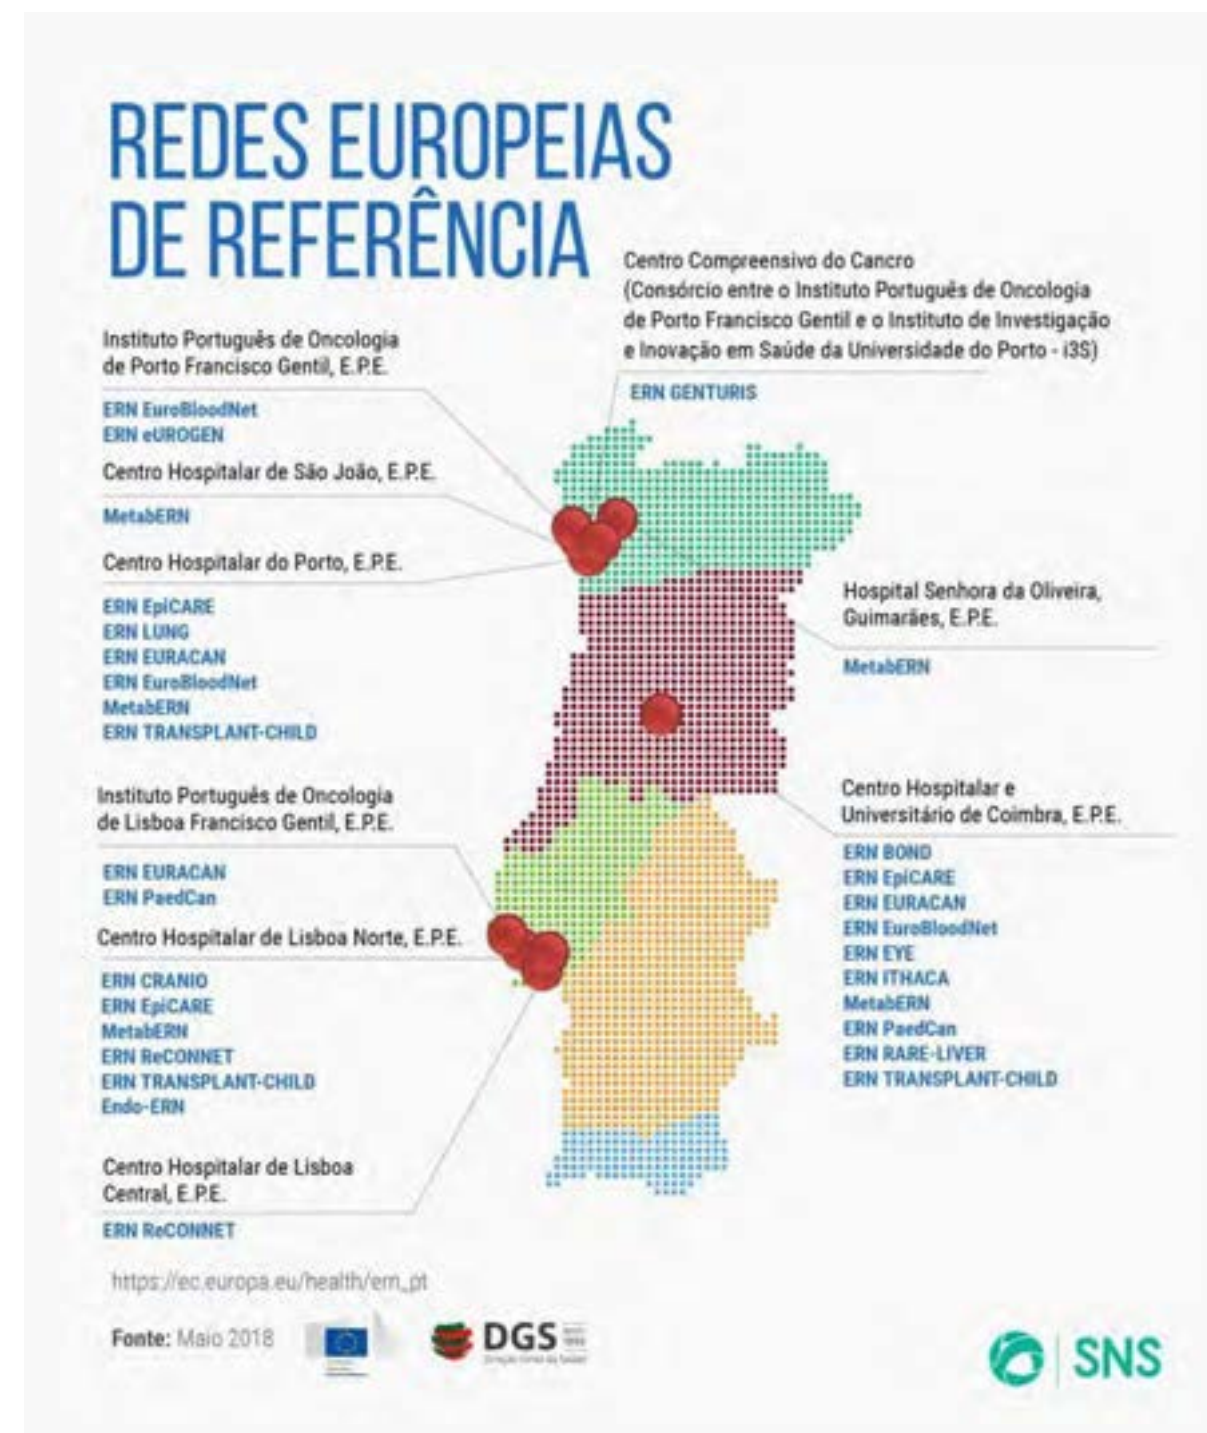 REDES EUROPEIAS
DE REFERÊNCIA
Centro Compreensivo do Cancro
(Consórcio entre o Instituto Português de Oncologia
de Porto Francisco Gentil e o Instituto de Investigação
e Inovação em Saúde da Universidade do Porto - i3S)
ERN GENTURIS
Instituto Português de Oncologia
de Porto Francisco Gentil, E.P.E.
ERN EuroBloodNet
ERN eUROGEN
Centro Hospitalar de São João, E.P.E.
MetabERN
Centro Hospitalar do Porto, E.P.E.
ERN EpiCARE
ERN LUNG
ERN EURACAN
ERN EuroBloodNet
MetabERN
ERN TRANSPLANT-CHILD
Hospital Senhora da Oliveira,
Guimarães, E.P.E.
MetabERN
Instituto Português de Oncologia
de Lisboa Francisco Gentil, E.P.E.
ERN EURACAN
ERN PaedCan
Centro Hospitalar de Lisboa Norte, E.P.E.
ERN CRANIO
ERN EpiCARE
MetabERN
ERN ReCONNET
ERN TRANSPLANT-CHILD
Endo-ERN
Centro Hospitalar e
Universitário de Coimbra, E.P.E.
ERN BOND
ERN EpiCARE
ERN EURACAN
ERN EuroBloodNet
ERN EYE
ERN ITHACA
MetabERN
ERN PaedCan
ERN RARE-LIVER
ERN TRANSPLANT-CHILD
Centro Hospitalar de Lisboa
Central, E.P.E.
ERN ReCONNET
https://ec.europa.eu/health/ern_pt
Fonte: Maio 2018
DGS
SNS